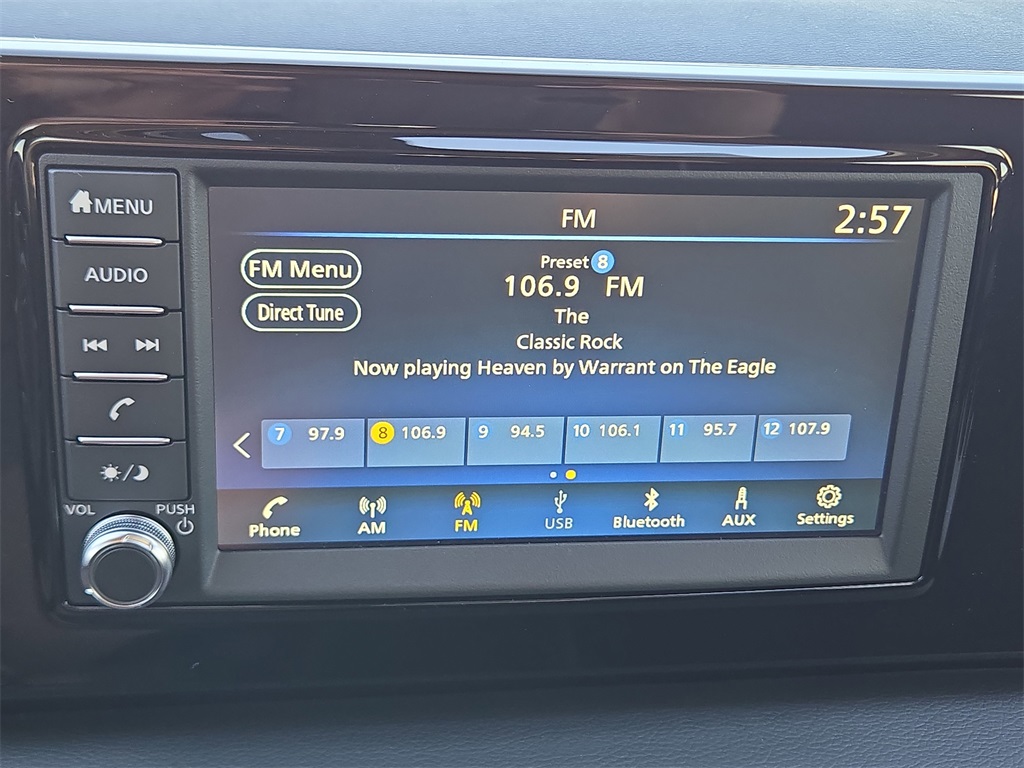 MENU
AUDIO
VOL PUSH
FM 2:57
FM Menu
Direct Tune
Preset 8
106.9 FM
The
Classic Rock
Now playing Heaven by Warrant on The Eagle
7 97.9 8 106.9 9 94.5 10 106.1 11 95.7 12 107.9
Phone AM FM USB Bluetooth AUX Settings